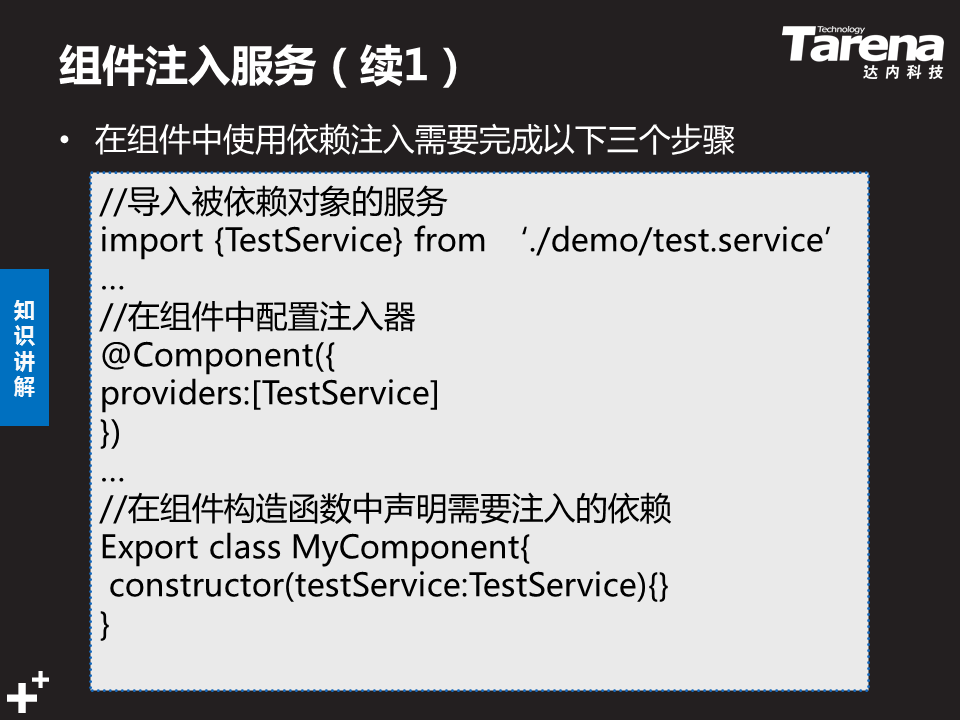 组件注入服务（续1）
Technology
Tarena
达内科技
• 在组件中使用依赖注入需要完成以下三个步骤
//导入被依赖对象的服务
import {TestService} from ‘./demo/test.service’
…
//在组件中配置注入器
@Component({
providers:[TestService]
})
…
//在组件构造函数中声明需要注入的依赖
Export class MyComponent{
constructor(testService:TestService){}
}
知识讲解